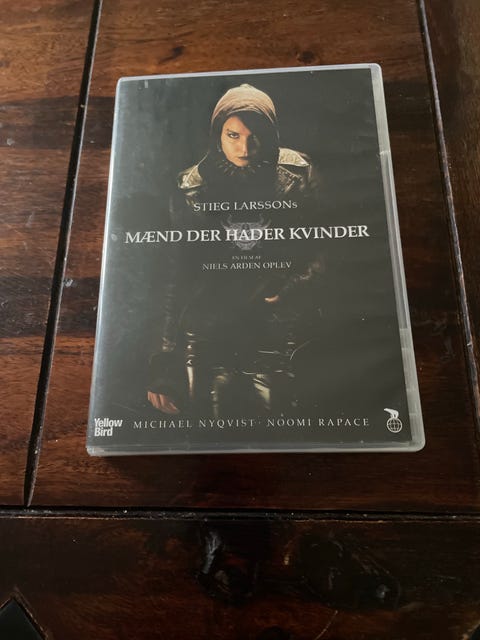 STIEG LARSSONs
MÆND DER HADER KVINDER
EN FILM AF
NIELS ARDEN OPLEV
Yellow
Bird
MICHAEL NYQVIST · NOOMI RAPACE